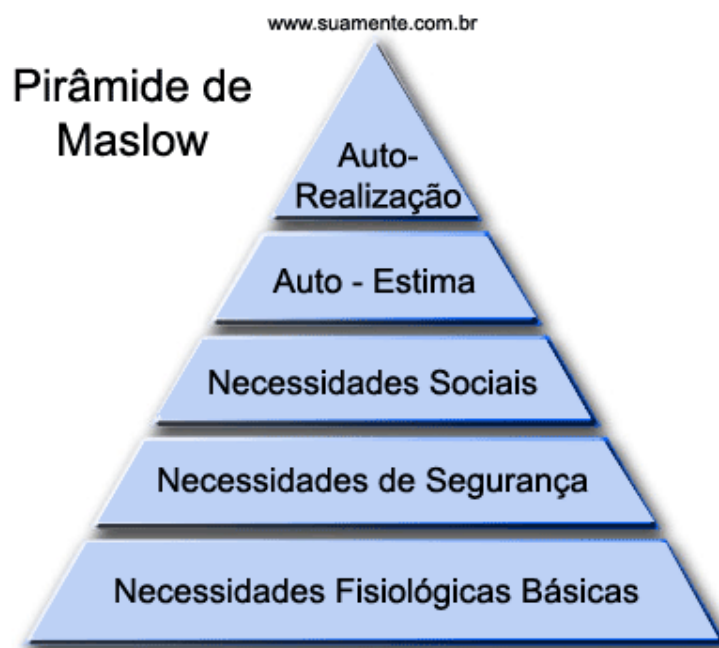 www.suamente.com.br
Pirâmide de
Maslow
Auto-
Realização
Auto - Estima
Necessidades Sociais
Necessidades de Segurança
Necessidades Fisiológicas Básicas